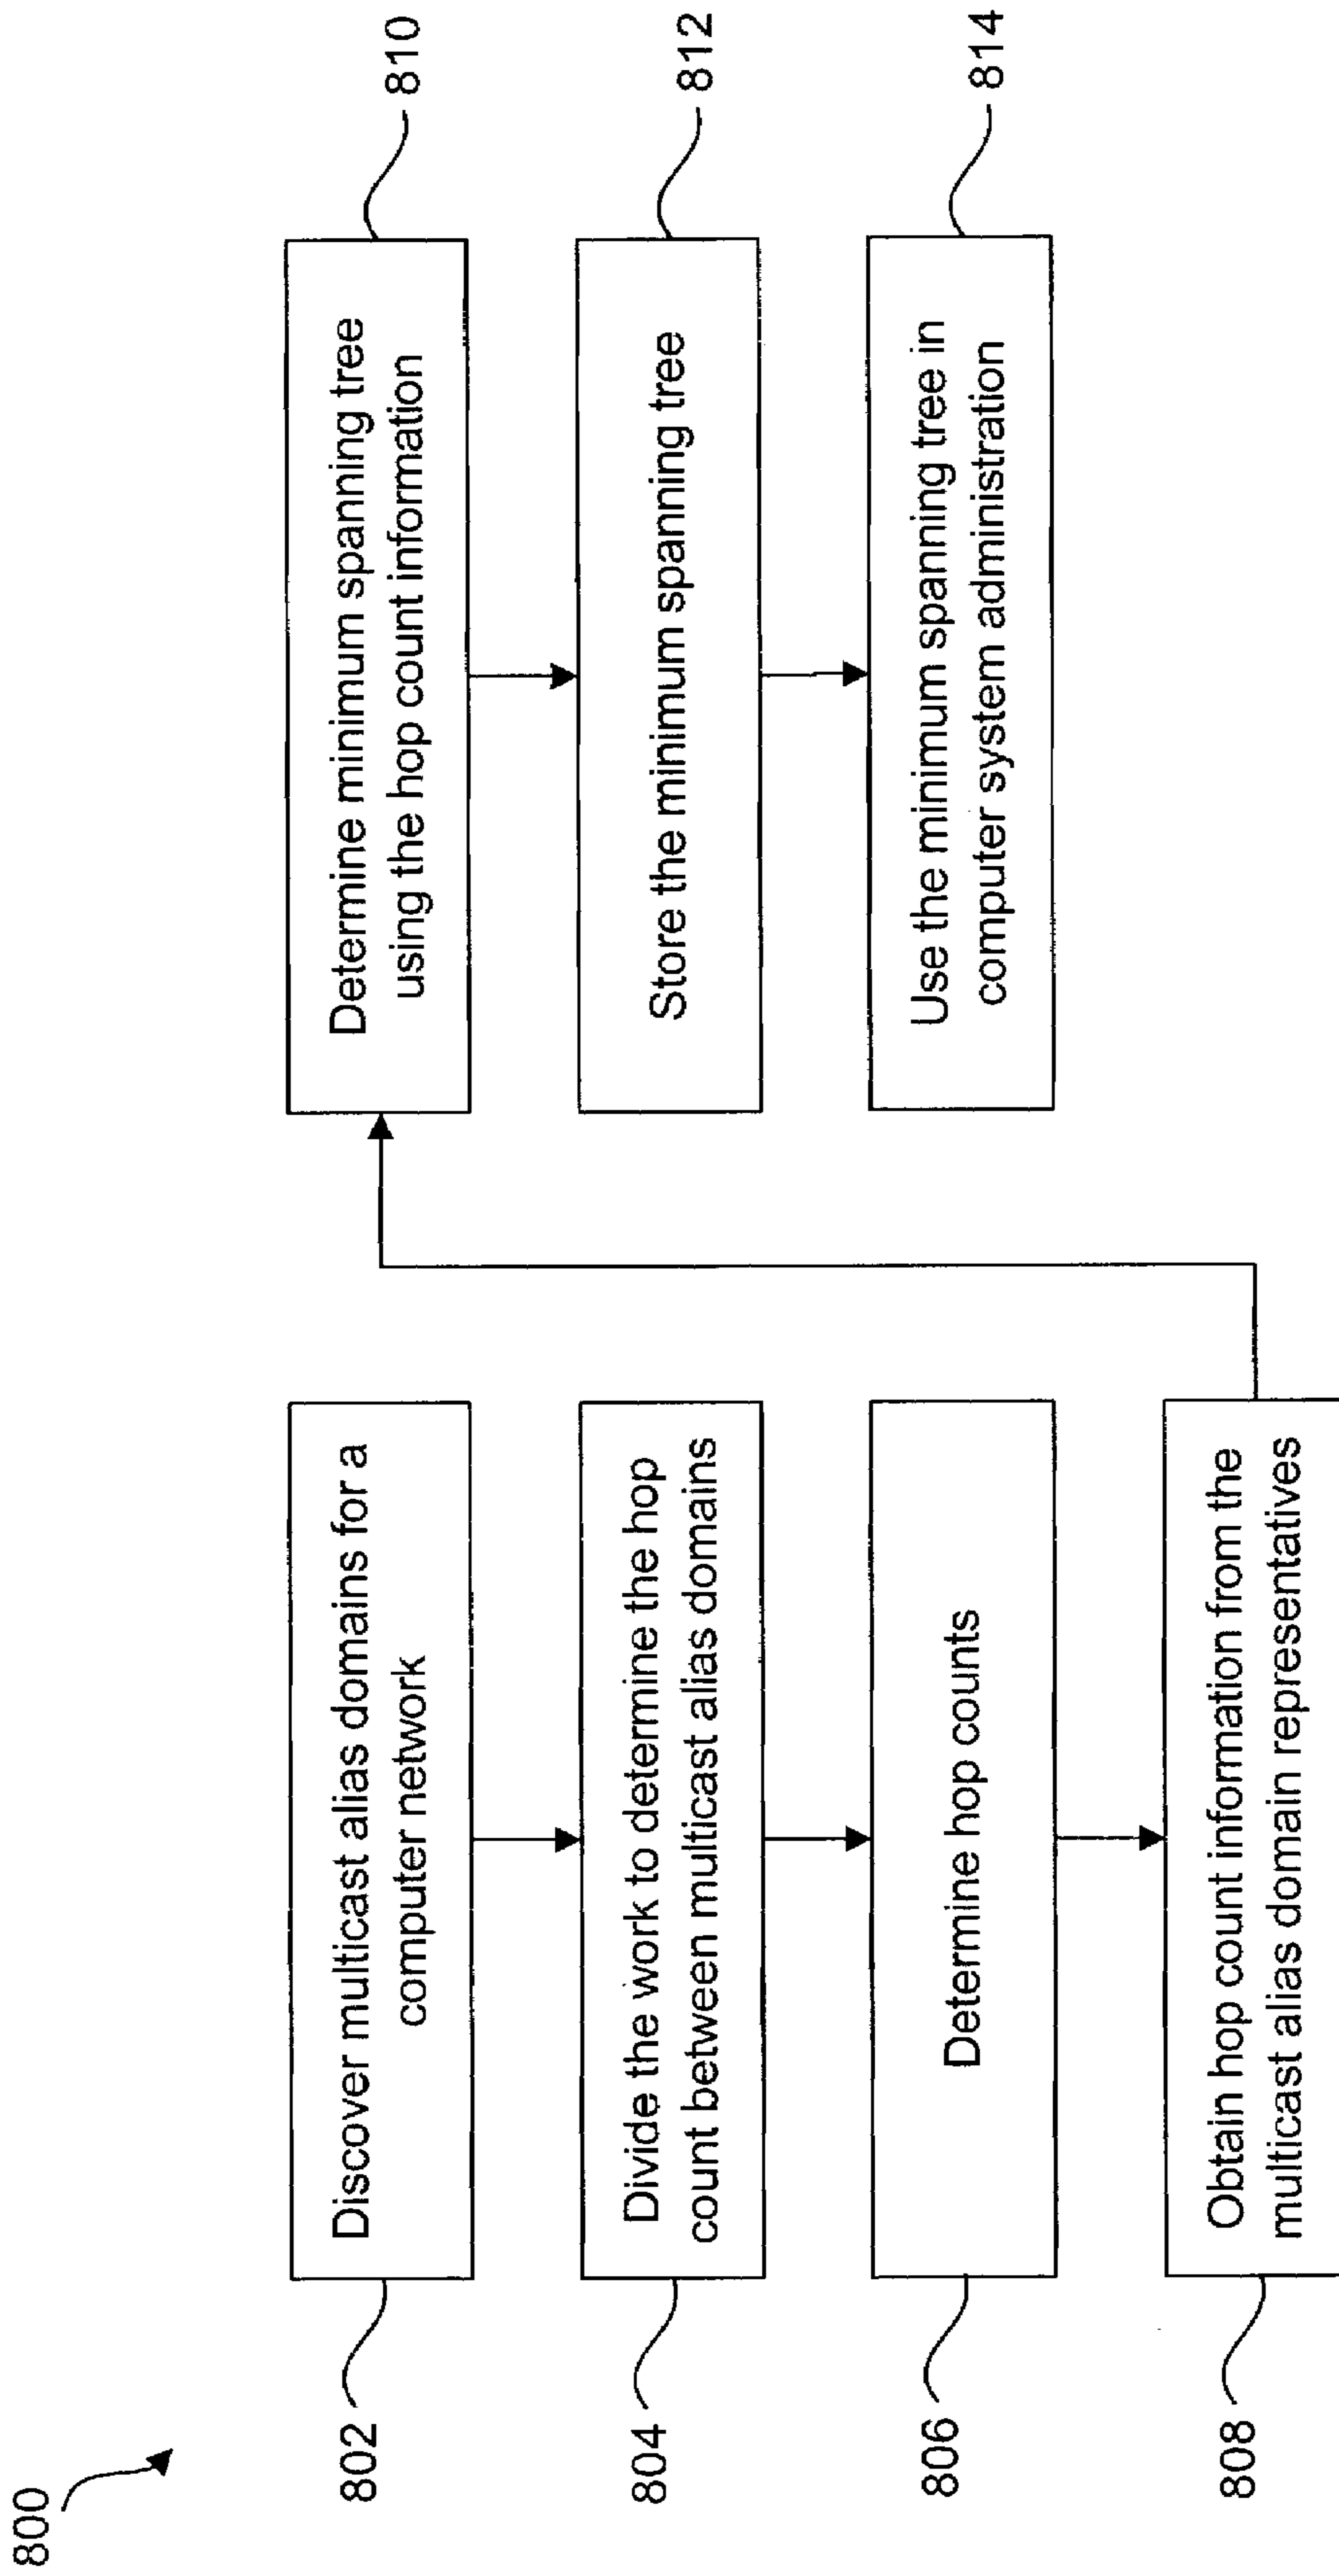 800
802
Discover multicast alias domains for a
computer network
804
Divide the work to determine the hop
count between multicast alias domains
806
Determine hop counts
808
Obtain hop count information from the
multicast alias domain representatives
Determine minimum spanning tree
using the hop count information
810
Store the minimum spanning tree
812
Use the minimum spanning tree in
computer system administration
814